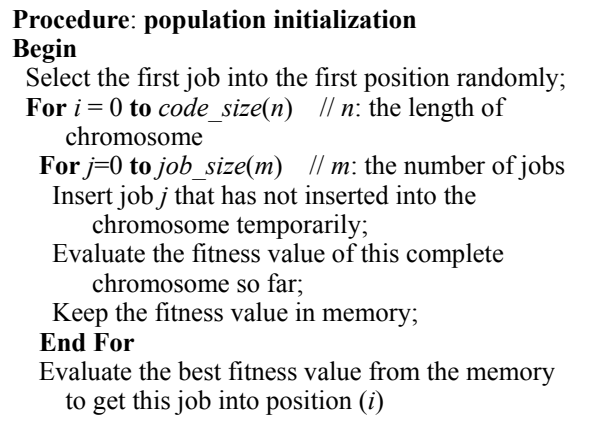 Procedure: population initialization
Begin
Select the first job into the first position randomly;
For i = 0 to code_size(n) // n: the length of
chromosome
For j=0 to job_size(m) // m: the number of jobs
Insert job j that has not inserted into the
chromosome temporarily;
Evaluate the fitness value of this complete
chromosome so far;
Keep the fitness value in memory;
End For
Evaluate the best fitness value from the memory
to get this job into position (i)